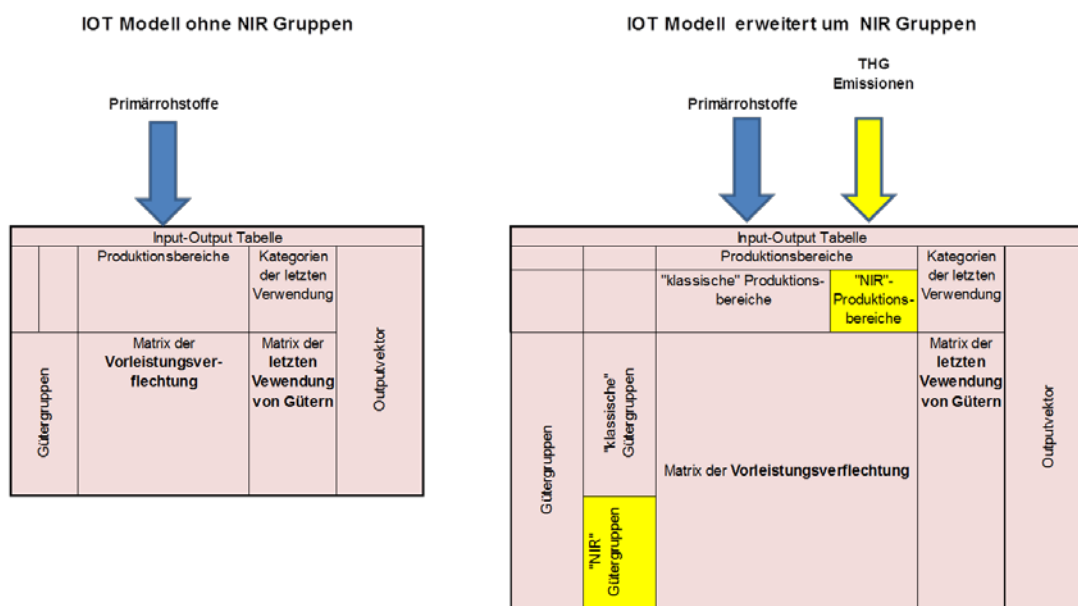 IOT Modell ohne NIR Gruppen
Primärrohstoffe
Input-Output Tabelle
Produktionsbereiche
Kategorien
der letzten
Verwendung
Gütergruppen
Matrix der
Vorleistungsver-
flechtung
Matrix der
letzten
Vewendung
von Gütern
Outputvektor
IOT Modell erweitert um NIR Gruppen
THG
Emissionen
Primärrohstoffe
Input-Output Tabelle
Produktionsbereiche
Kategorien
der letzten
Verwendung
"klassische" Produktions-
bereiche
"NIR"-
Produktions-
bereiche
Gütergruppen
"klassische"
Gütergruppen
"NIR"
Gütergruppen
Matrix der Vorleistungsverflechtung
Matrix der
letzten
Vewendung
von Gütern
Outputvektor